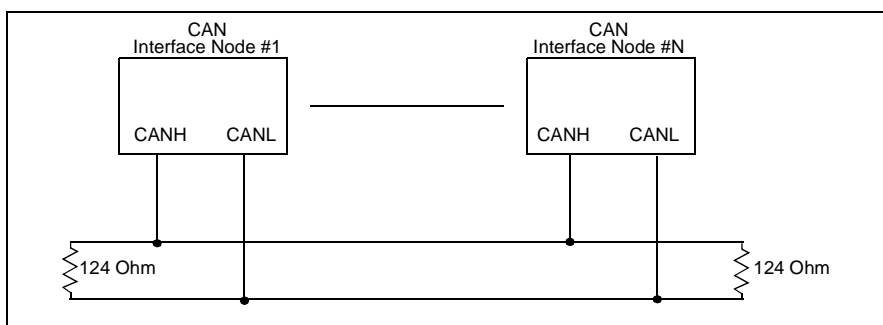 CAN
Interface Node #1
CAN
Interface Node #N
CANH
CANL
CANH
CANL
124 Ohm
124 Ohm